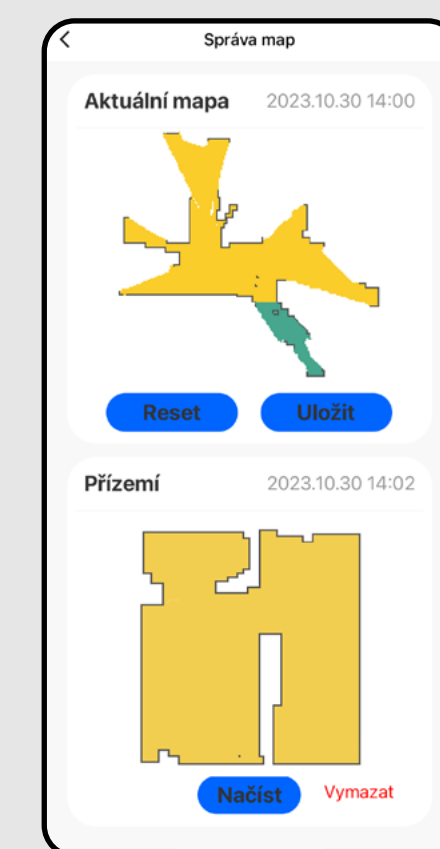 Správa map
Aktuální mapa 2023.10.30 14:00
Reset Uložit
Přízemí 2023.10.30 14:02
Načíst Vymazat